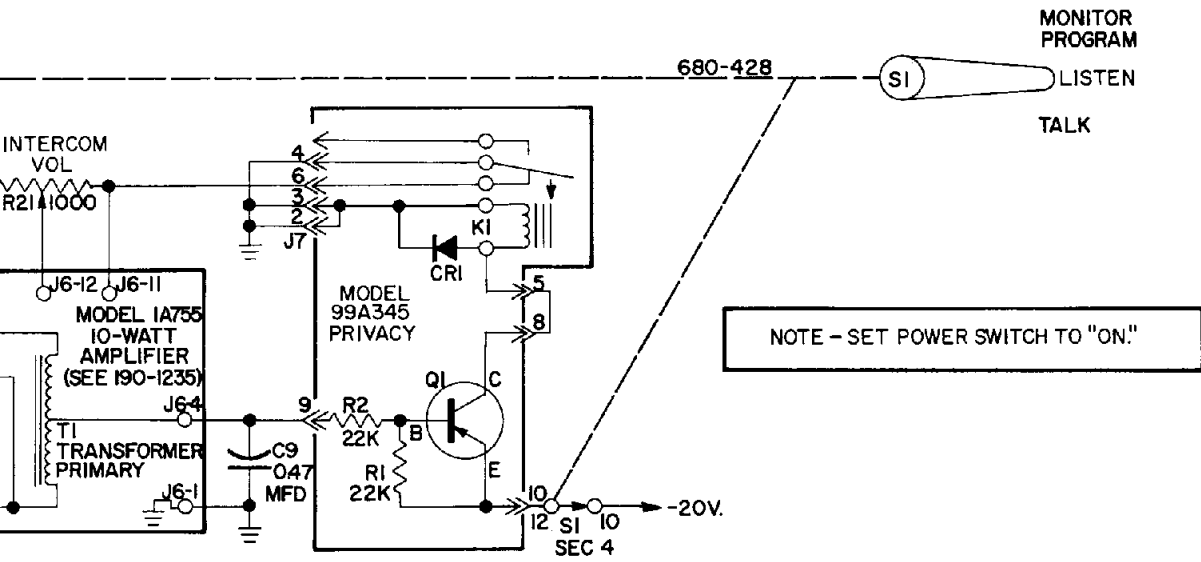 MONITOR
PROGRAM
680-428
S1
LISTEN
TALK
INTERCOM
VOL
R21 1000
4
6
3
2
J7
K1
CR1
J6-12
J6-11
MODEL 1A755
10-WATT
AMPLIFIER
(SEE 190-1235)
MODEL
99A345
PRIVACY
5
8
NOTE – SET POWER SWITCH TO "ON."
Q1
C
J6-4
9
R2
22K
B
T1
TRANSFORMER
PRIMARY
C9
.047
MFD
R1
22K
E
J6-1
10
12
S1
10
-20V.
SEC 4